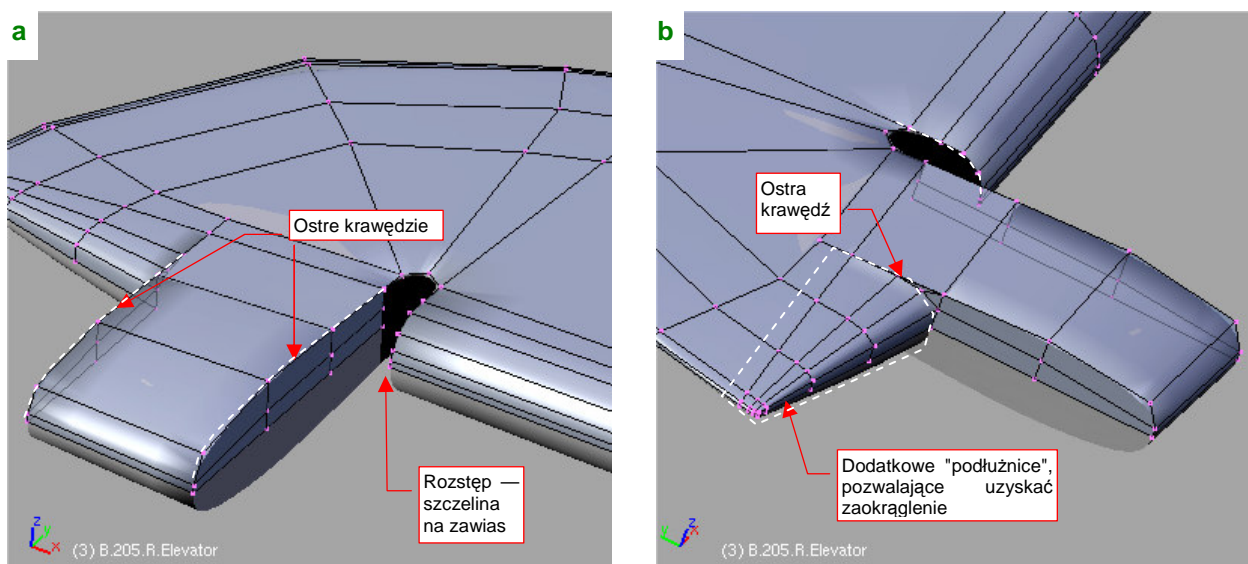 a
Ostre krawędzie
Rozstęp —
szczelina
na zawias
z
y
x
(3) B.205.R.Elevator
b
Ostra
krawędź
Dodatkowe "podłużnice",
pozwalające uzyskać
zaokrąglenie
y
z
x
(3) B.205.R.Elevator